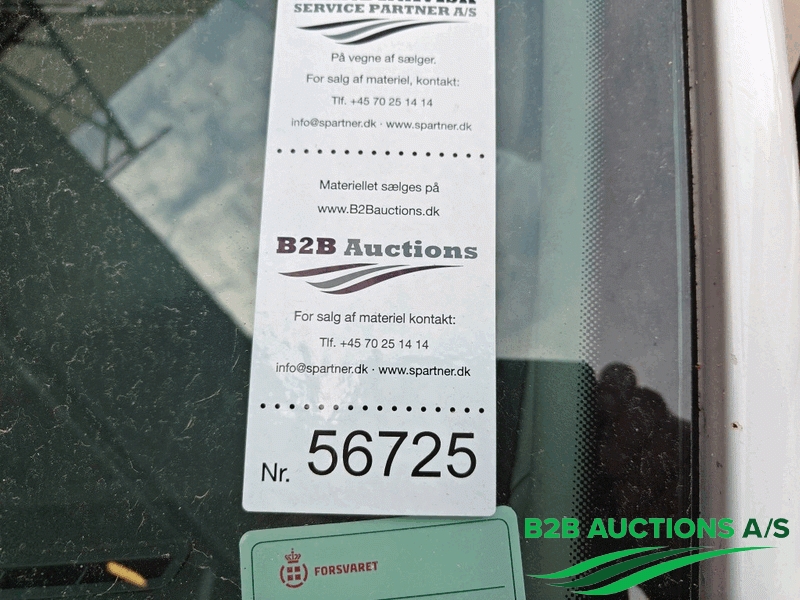 SERVICE PARTNER A/S
På vegne af sælger.
For salg af materiel, kontakt:
Tlf. +45 70 25 14 14
info@spartner.dk · www.spartner.dk
Materiellet sælges på
www.B2Bauctions.dk
B2B Auctions
For salg af materiel kontakt:
Tlf. +45 70 25 14 14
info@spartner.dk · www.spartner.dk
Nr. 56725
FORSVARET
B2B AUCTIONS A/S